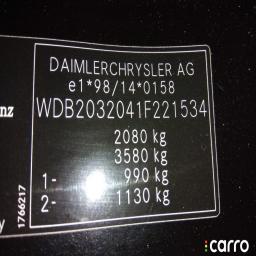 DAIMLERCHRYSLER AG
e1*98/14*0158
WDB2032041F221534
2080 kg
3580 kg
1- 990 kg
2- 1130 kg
1766217
nz
y
carro